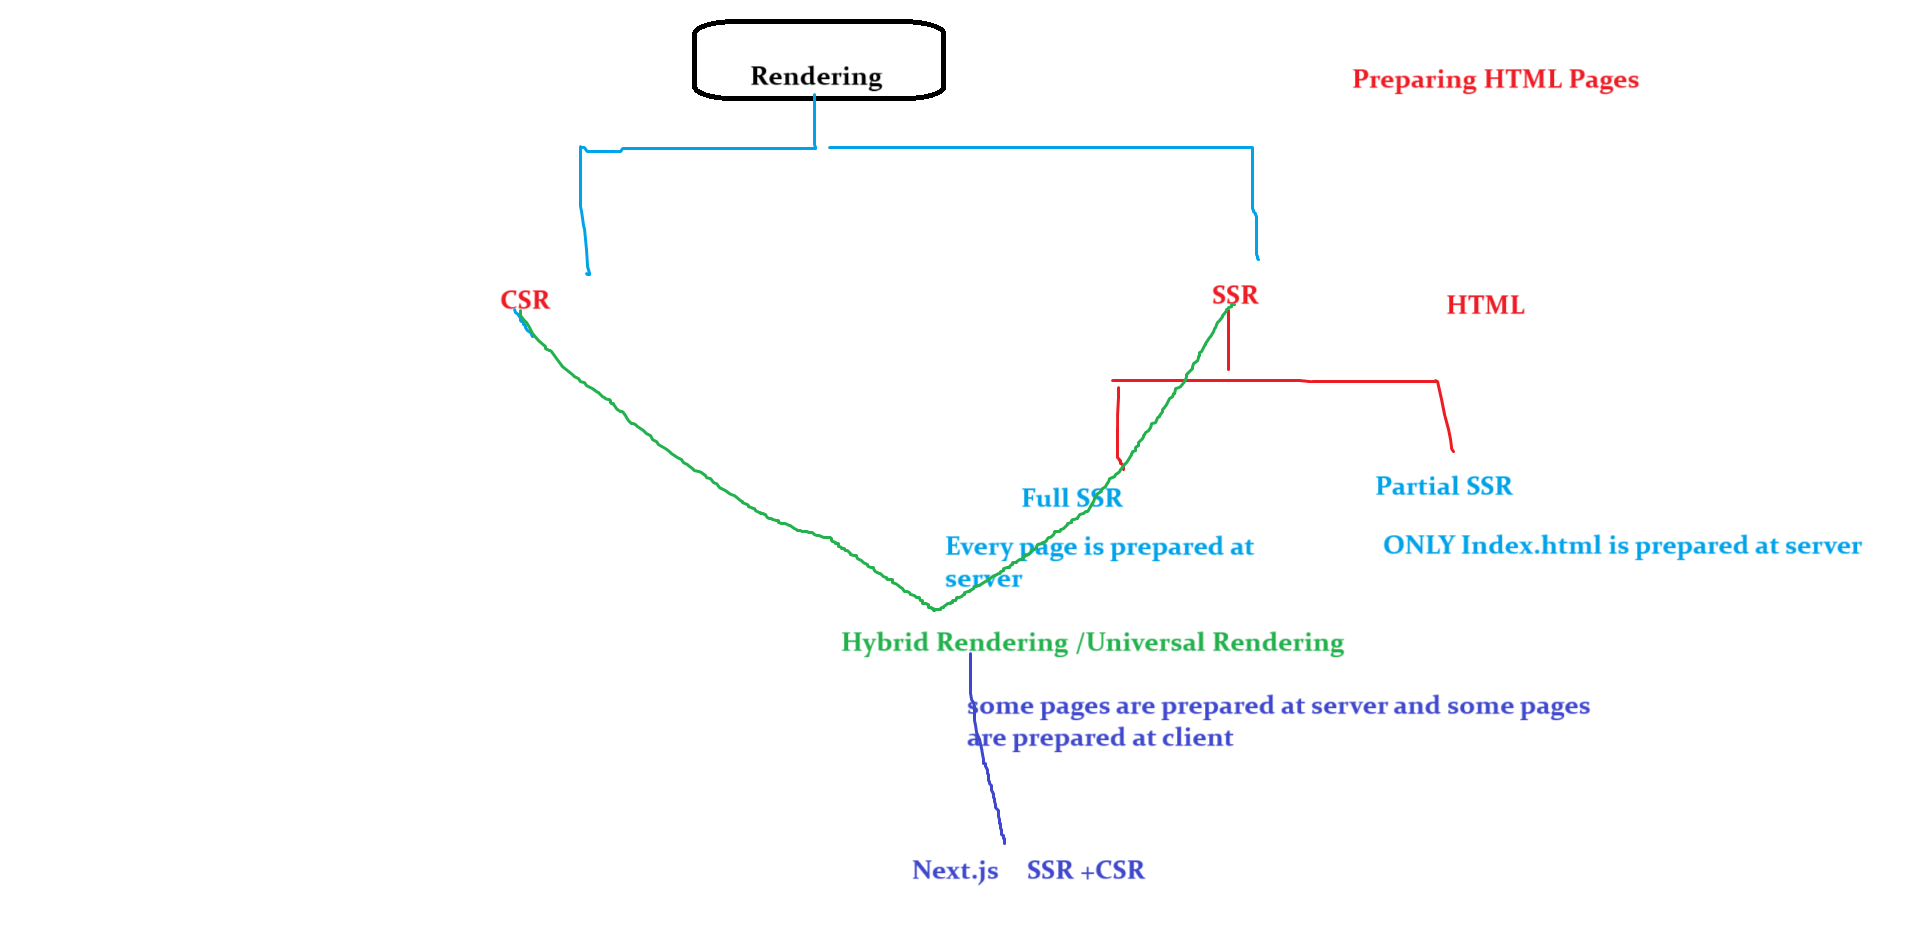 Rendering
Preparing HTML Pages
CSR
SSR
HTML
Full SSR
Partial SSR
Every page is prepared at
server
ONLY Index.html is prepared at server
Hybrid Rendering /Universal Rendering
some pages are prepared at server and some pages
are prepared at client
Next.js SSR +CSR